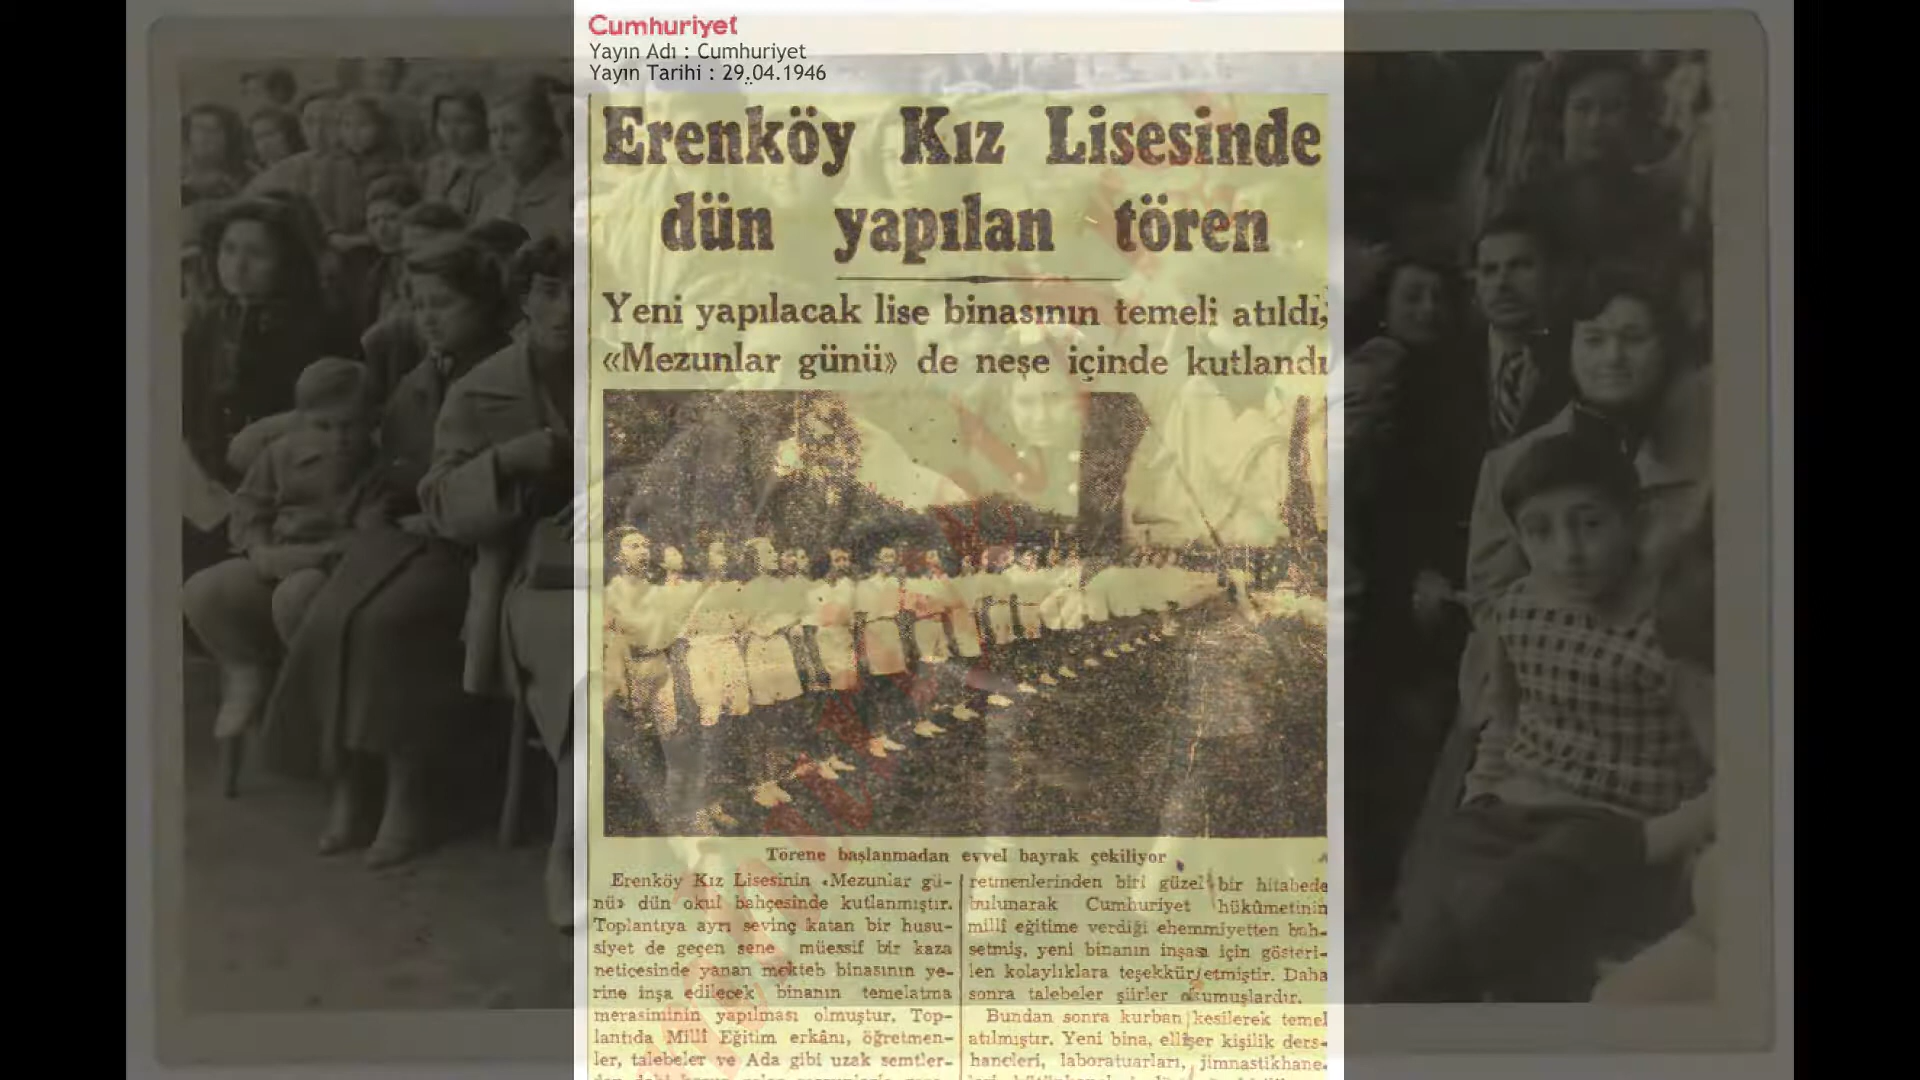 Cumhuriyet
Yayın Adı : Cumhuriyet
Yayın Tarihi : 29.04.1946
Erenköy Kız Lisesinde
dün yapılan tören
Yeni yapılacak lise binasının temeli atıldı;
«Mezunlar günü» de neşe içinde kutlandı
Törene başlanmadan evvel bayrak çekiliyor
Erenköy Kız Lisesinin «Mezunlar gü-
nü» dün okul bahçesinde kutlanmıştır.
Toplantıya ayrı sevinç katan bir husu-
siyet de geçen sene müessif bir kaza
neticesinde yanan mekteb binasının ye-
rine inşa edilecek binanın temelatma
merasiminin yapılması olmuştur. Top-
lantıda Millî Eğitim erkânı, öğretmen-
ler, talebeler ve Ada gibi uzak semtler-
retmenlerinden biri güzel bir hitabede
bulunarak Cumhuriyet hükûmetinin
millî eğitime verdiği ehemmiyetten bah-
setmiş, yeni binanın inşası için gösteri-
len kolaylıklara teşekkür etmiştir. Daha
sonra talebeler şiirler okumuşlardır.
Bundan sonra kurban kesilerek temel
atılmıştır. Yeni bina, ellişer kişilik ders-
haneleri, laboratuarları, jimnastikhane-